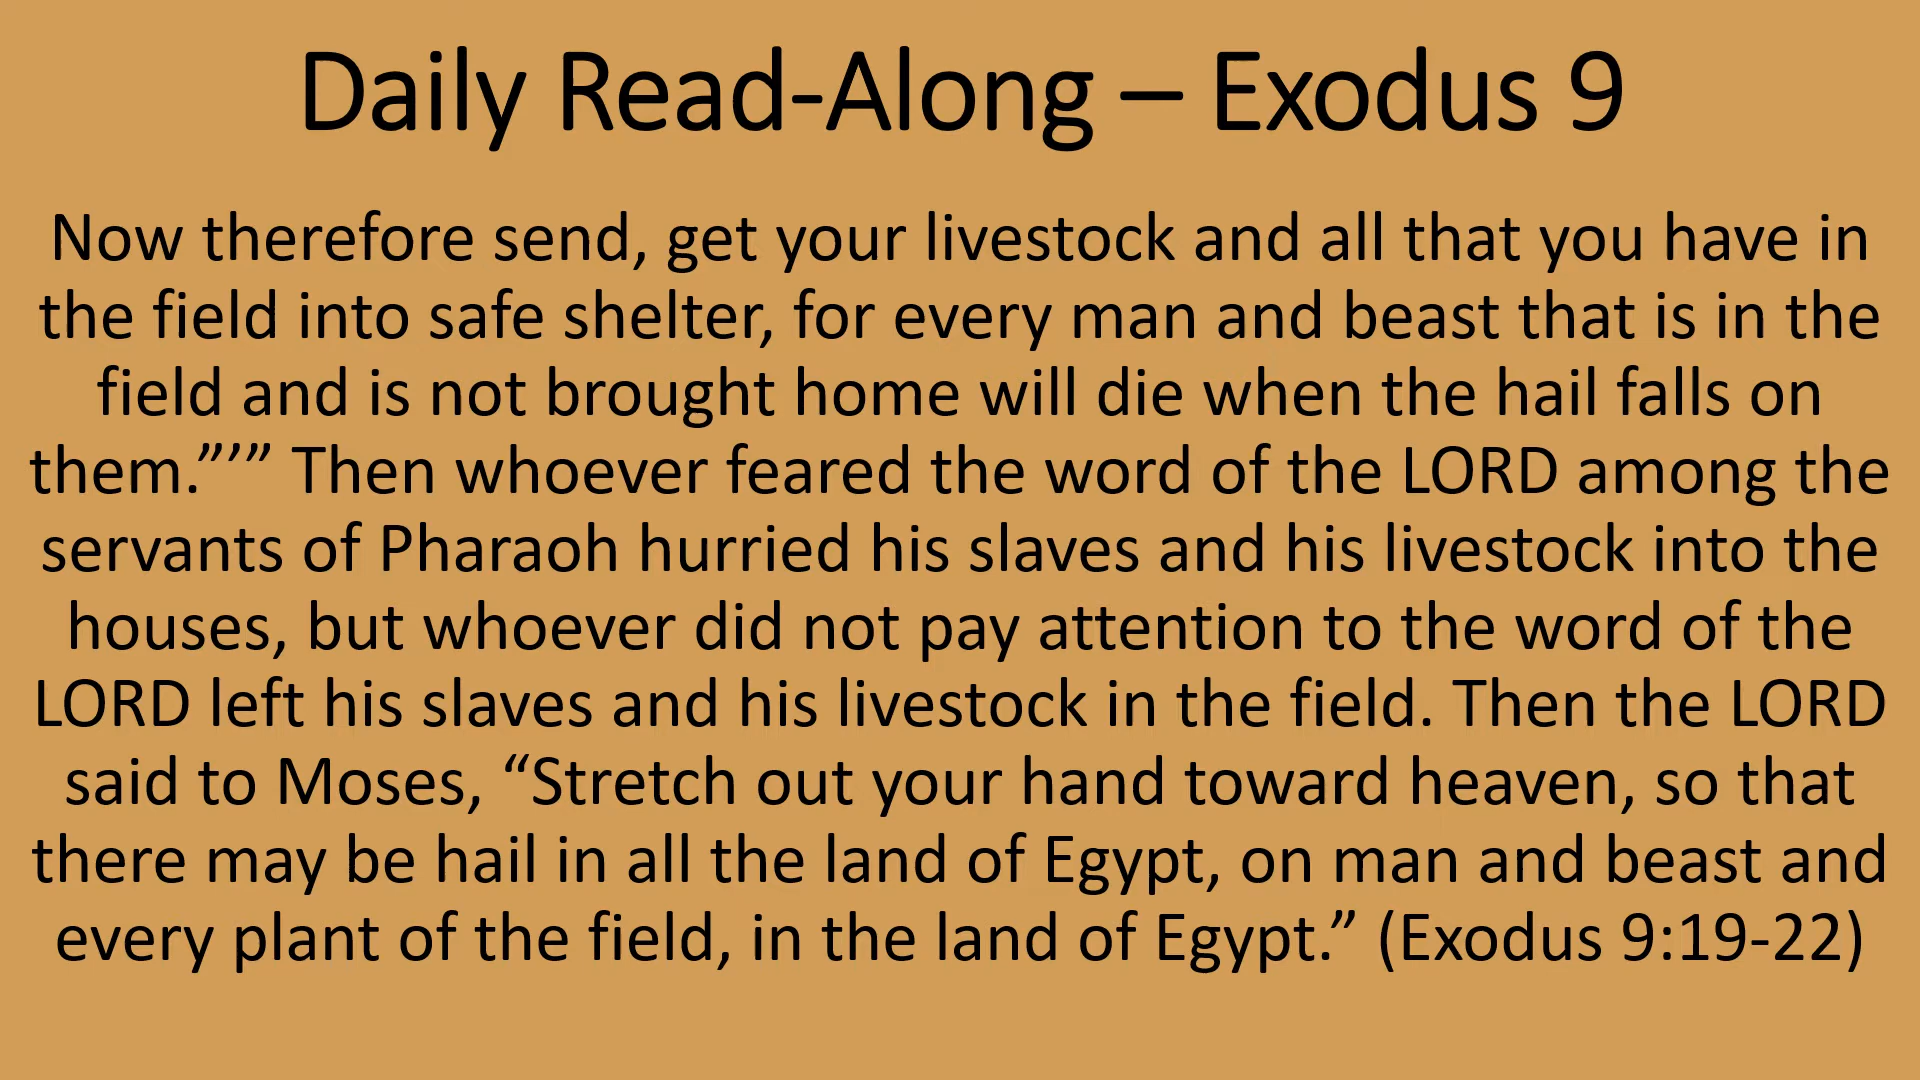 Daily Read-Along – Exodus 9
Now therefore send, get your livestock and all that you have in
the field into safe shelter, for every man and beast that is in the
field and is not brought home will die when the hail falls on
them.”’” Then whoever feared the word of the LORD among the
servants of Pharaoh hurried his slaves and his livestock into the
houses, but whoever did not pay attention to the word of the
LORD left his slaves and his livestock in the field. Then the LORD
said to Moses, “Stretch out your hand toward heaven, so that
there may be hail in all the land of Egypt, on man and beast and
every plant of the field, in the land of Egypt.” (Exodus 9:19-22)